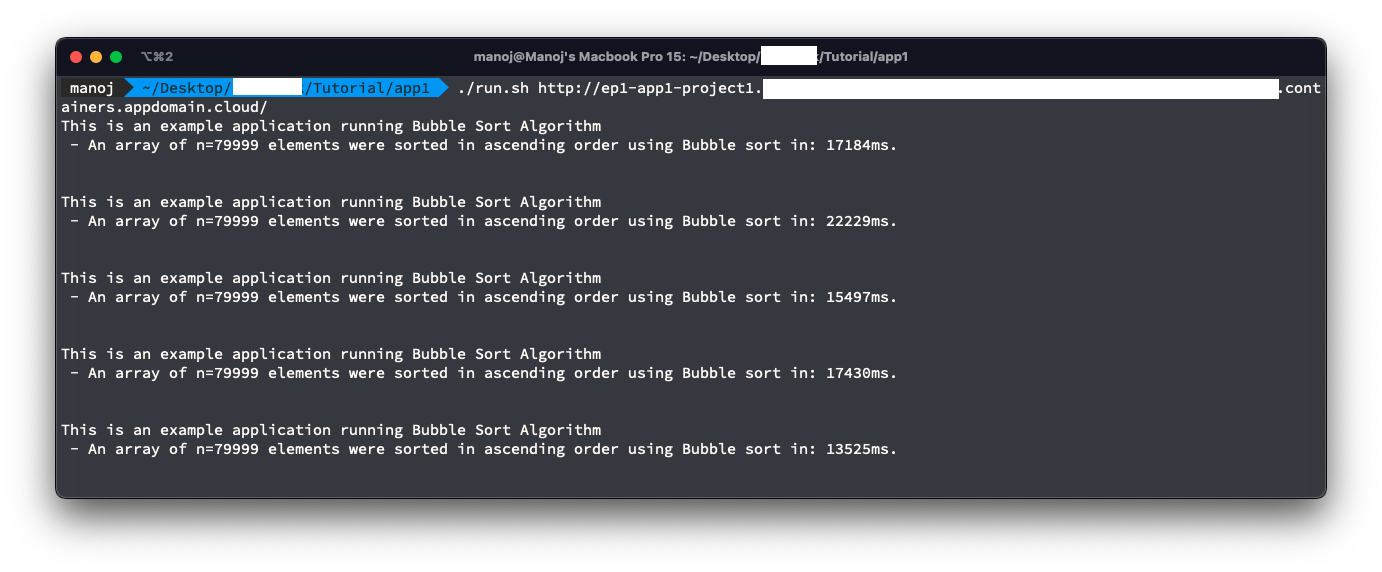 ⌥⌘2
manoj@Manoj's Macbook Pro 15: ~/Desktop/ /Tutorial/app1
manoj ~/Desktop/ /Tutorial/app1 ./run.sh http://ep1-app1-project1. .cont
ainers.appdomain.cloud/
This is an example application running Bubble Sort Algorithm
- An array of n=79999 elements were sorted in ascending order using Bubble sort in: 17184ms.
This is an example application running Bubble Sort Algorithm
- An array of n=79999 elements were sorted in ascending order using Bubble sort in: 22229ms.
This is an example application running Bubble Sort Algorithm
- An array of n=79999 elements were sorted in ascending order using Bubble sort in: 15497ms.
This is an example application running Bubble Sort Algorithm
- An array of n=79999 elements were sorted in ascending order using Bubble sort in: 17430ms.
This is an example application running Bubble Sort Algorithm
- An array of n=79999 elements were sorted in ascending order using Bubble sort in: 13525ms.